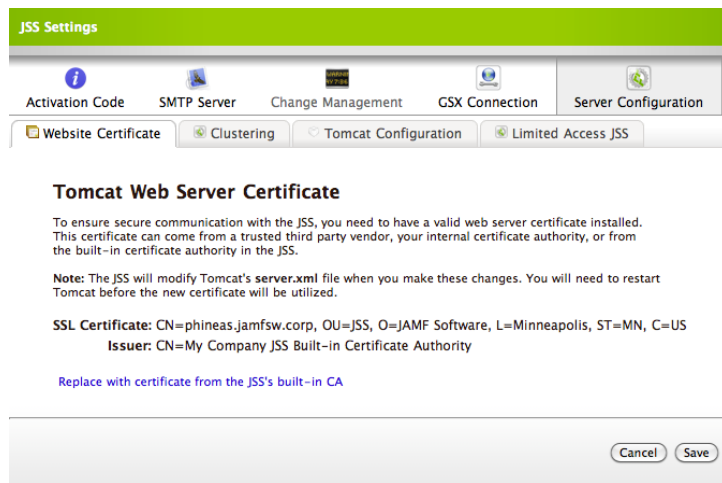 JSS Settings
Activation Code SMTP Server Change Management GSX Connection Server Configuration
Website Certificate Clustering Tomcat Configuration Limited Access JSS
Tomcat Web Server Certificate
To ensure secure communication with the JSS, you need to have a valid web server certificate installed.
This certificate can come from a trusted third party vendor, your internal certificate authority, or from
the built-in certificate authority in the JSS.
Note: The JSS will modify Tomcat's server.xml file when you make these changes. You will need to restart
Tomcat before the new certificate will be utilized.
SSL Certificate: CN=phineas.jamfsw.corp, OU=JSS, O=JAMF Software, L=Minneapolis, ST=MN, C=US
Issuer: CN=My Company JSS Built-in Certificate Authority
Replace with certificate from the JSS's built-in CA
Cancel Save